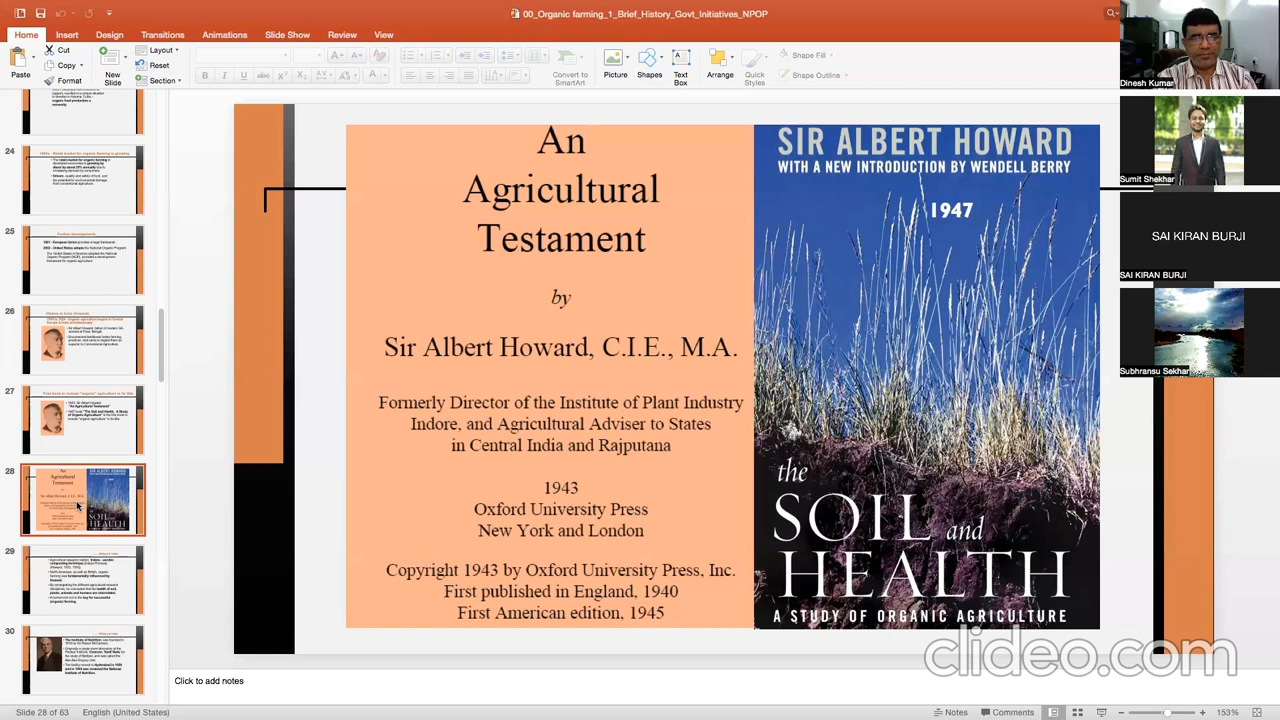 00_Organic farming_1_Brief_History_Govt_Initiatives_NPOP
Home Insert Design Transitions Animations Slide Show Review View
Paste
Cut
Copy
Format
New Slide
Layout
Reset
Section
Convert to SmartArt
Picture
Shapes
Text Box
Arrange
Quick Styles
Shape Fill
Shape Outline
24
25
26
27
28
29
30
An
Agricultural
Testament
by
Sir Albert Howard, C.I.E., M.A.
Formerly Director of the Institute of Plant Industry
Indore, and Agricultural Adviser to States
in Central India and Rajputana
1943
Oxford University Press
New York and London
Copyright 1943 by Oxford University Press, Inc.
First published in England, 1940
First American edition, 1945
SIR ALBERT HOWARD
WITH A NEW INTRODUCTION BY WENDELL BERRY
1947
the
SOIL and
HEALTH
A STUDY OF ORGANIC AGRICULTURE
Dinesh Kumar
Sumit Shekhar
SAI KIRAN BURJI
SAI KIRAN BURJI
Subhransu Sekhar
aldeo.com
Click to add notes
Slide 28 of 63
English (United States)
Notes
Comments
153%